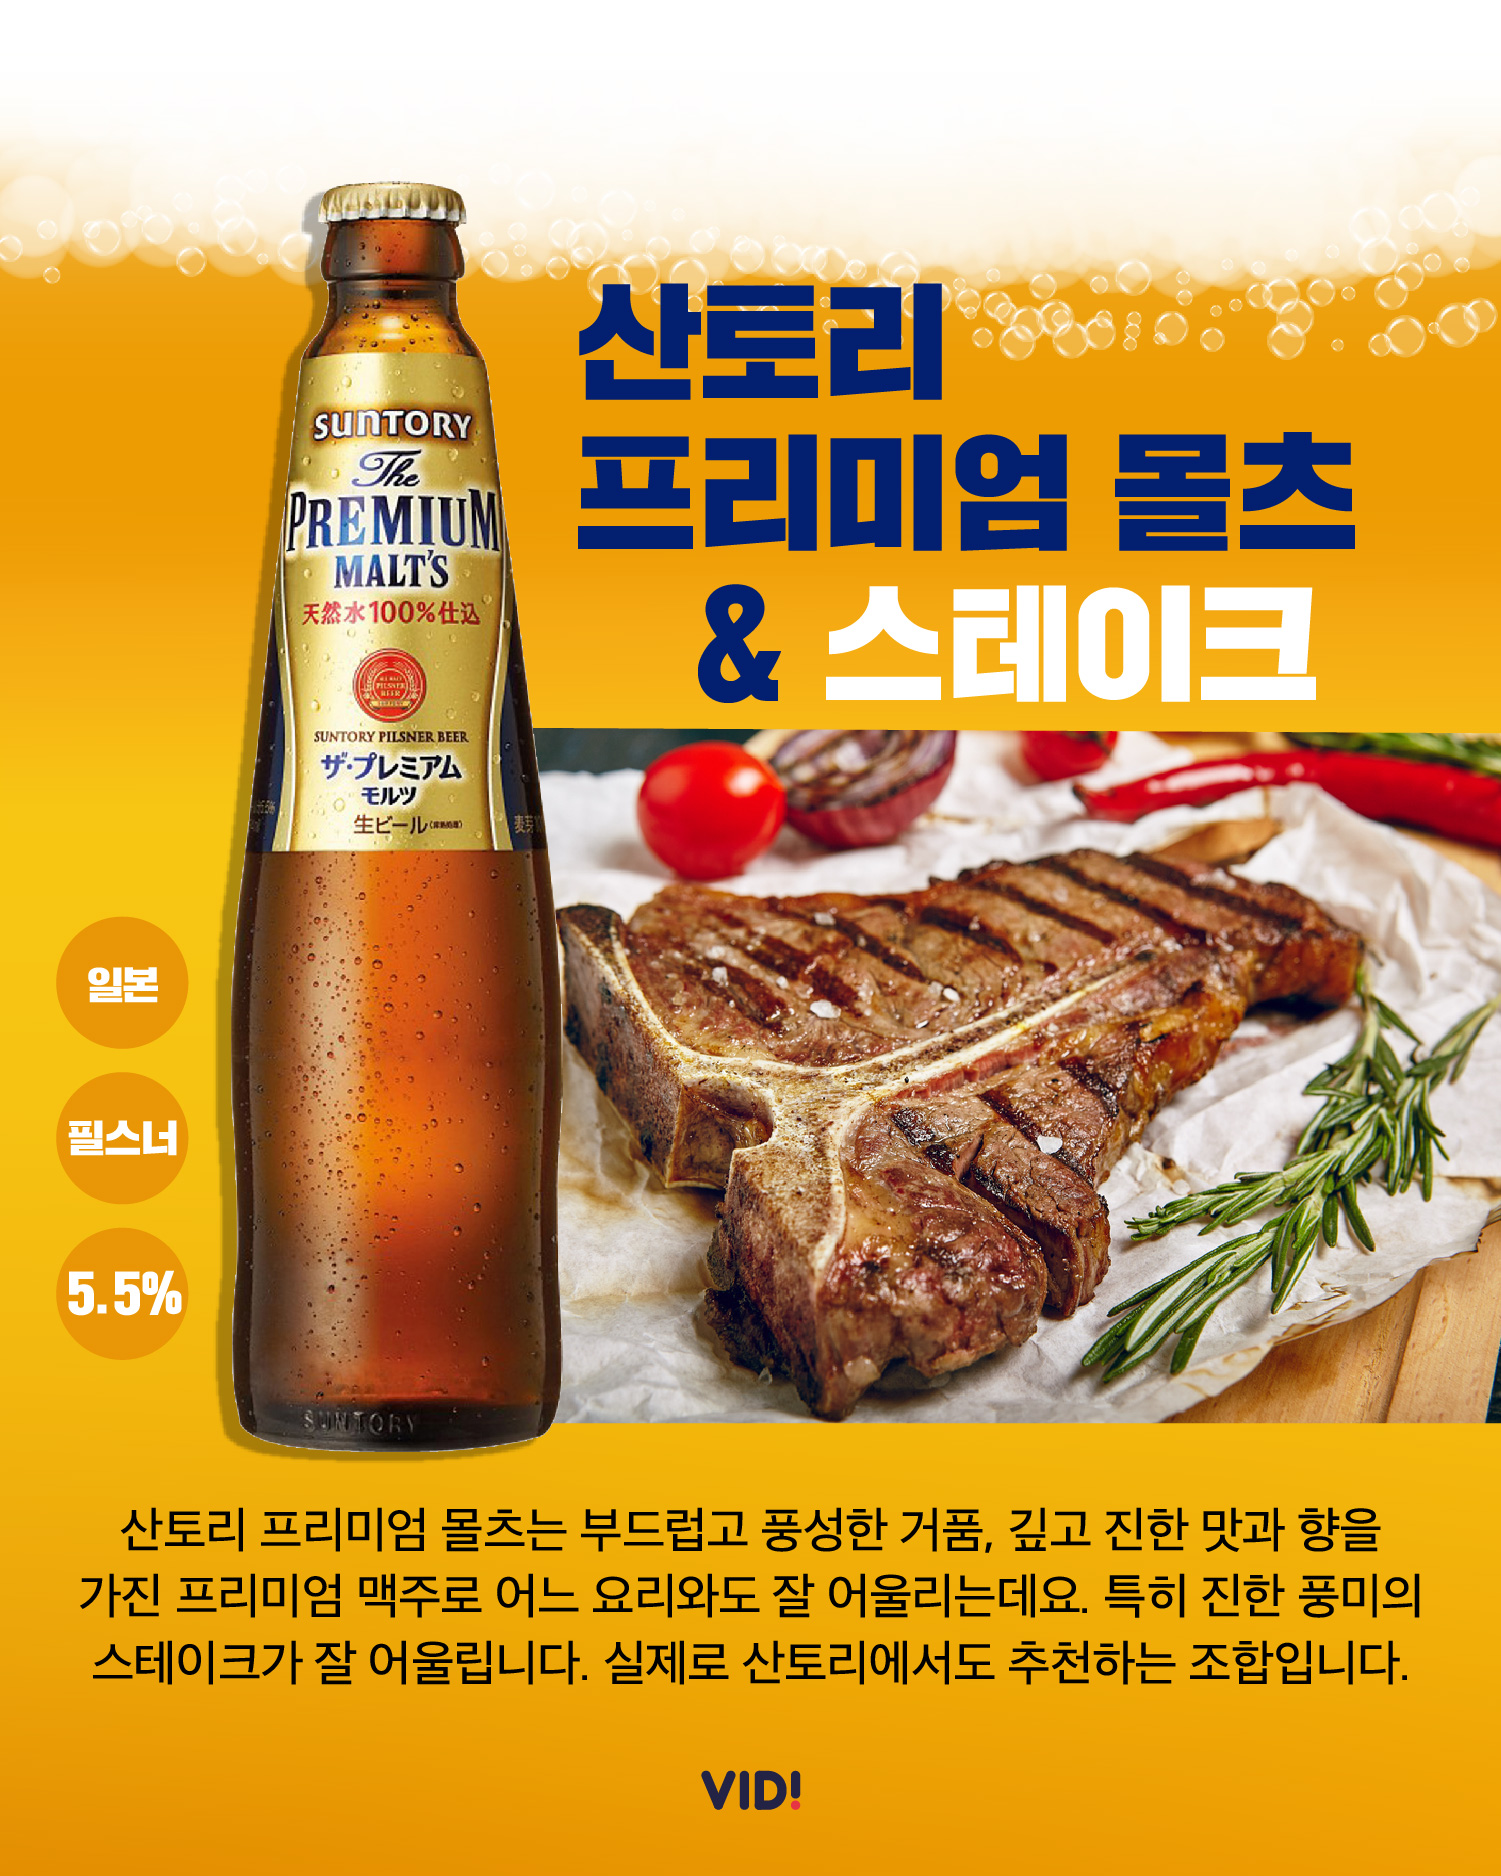 산토리
프리미엄 몰츠
& 스테이크
SUNTORY
The
PREMIUM
MALT'S
天然水100%仕込
PILSNER
BEER
SUNTORY PILSNER BEER
ザ・プレミアム
モルツ
生ビール
麦芽
일본
필스너
5.5%
SUNTORY
산토리 프리미엄 몰츠는 부드럽고 풍성한 거품, 깊고 진한 맛과 향을
가진 프리미엄 맥주로 어느 요리와도 잘 어울리는데요. 특히 진한 풍미의
스테이크가 잘 어울립니다. 실제로 산토리에서도 추천하는 조합입니다.
VID!